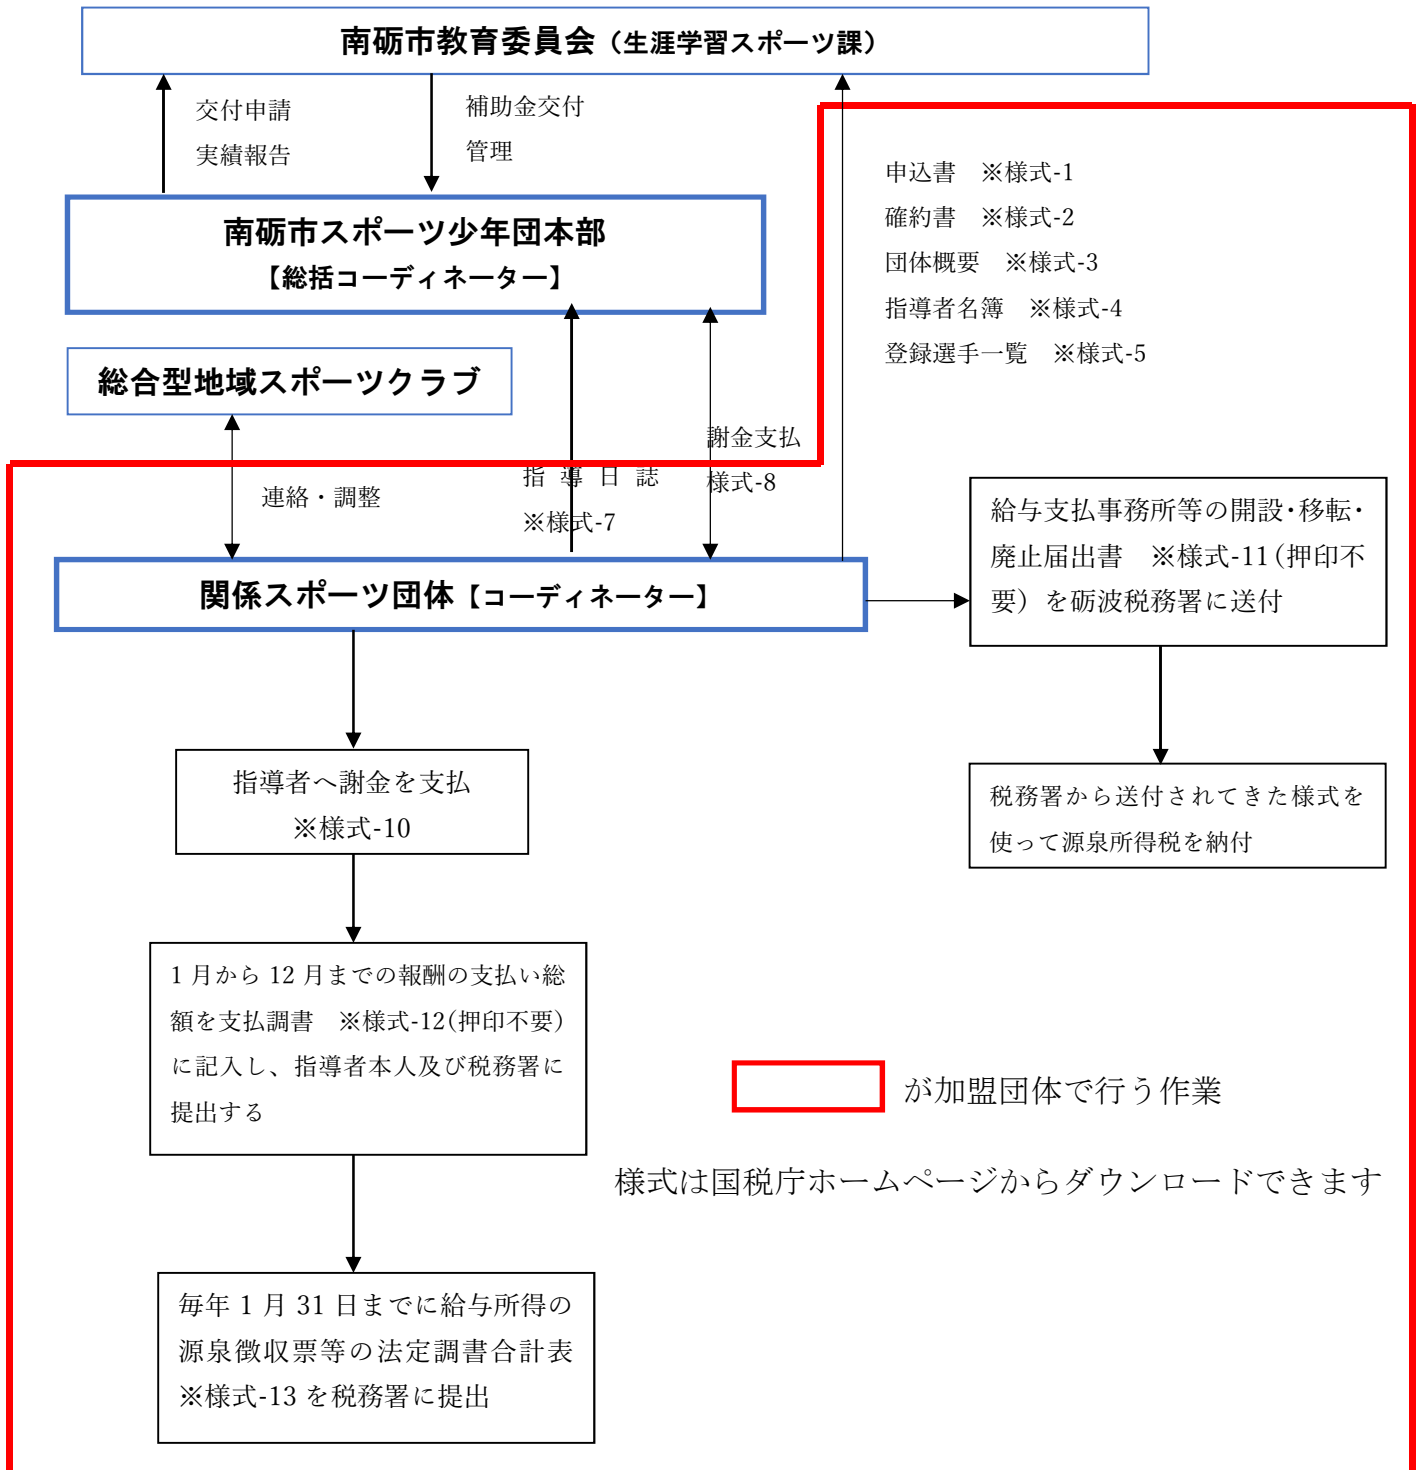 南砺市教育委員会（生涯学習スポーツ課）
交付申請
実績報告
補助金交付
管理
申込書　※様式-1
確約書　※様式-2
団体概要　※様式-3
指導者名簿　※様式-4
登録選手一覧　※様式-5
南砺市スポーツ少年団本部
【総括コーディネーター】
総合型地域スポーツクラブ
連絡・調整
指導日誌
※様式-7
謝金支払
様式-8
関係スポーツ団体【コーディネーター】
給与支払事務所等の開設・移転・
廃止届出書　※様式-11（押印不
要）を砺波税務署に送付
税務署から送付されてきた様式を
使って源泉所得税を納付
指導者へ謝金を支払
※様式-10
1月から12月までの報酬の支払い総
額を支払調書　※様式-12（押印不要）
に記入し、指導者本人及び税務署に
提出する
が加盟団体で行う作業
様式は国税庁ホームページからダウンロードできます
毎年1月31日までに給与所得の
源泉徴収票等の法定調書合計表
※様式-13を税務署に提出